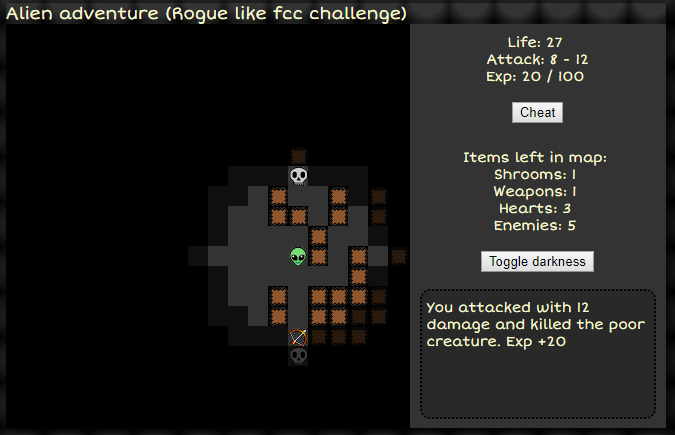 Alien adventure (Rogue like fcc challenge)
Life: 27
Attack: 8 - 12
Exp: 20 / 100
Cheat
Items left in map:
Shrooms: 1
Weapons: 1
Hearts: 3
Enemies: 5
Toggle darkness
You attacked with 12
damage and killed the poor
creature. Exp +20